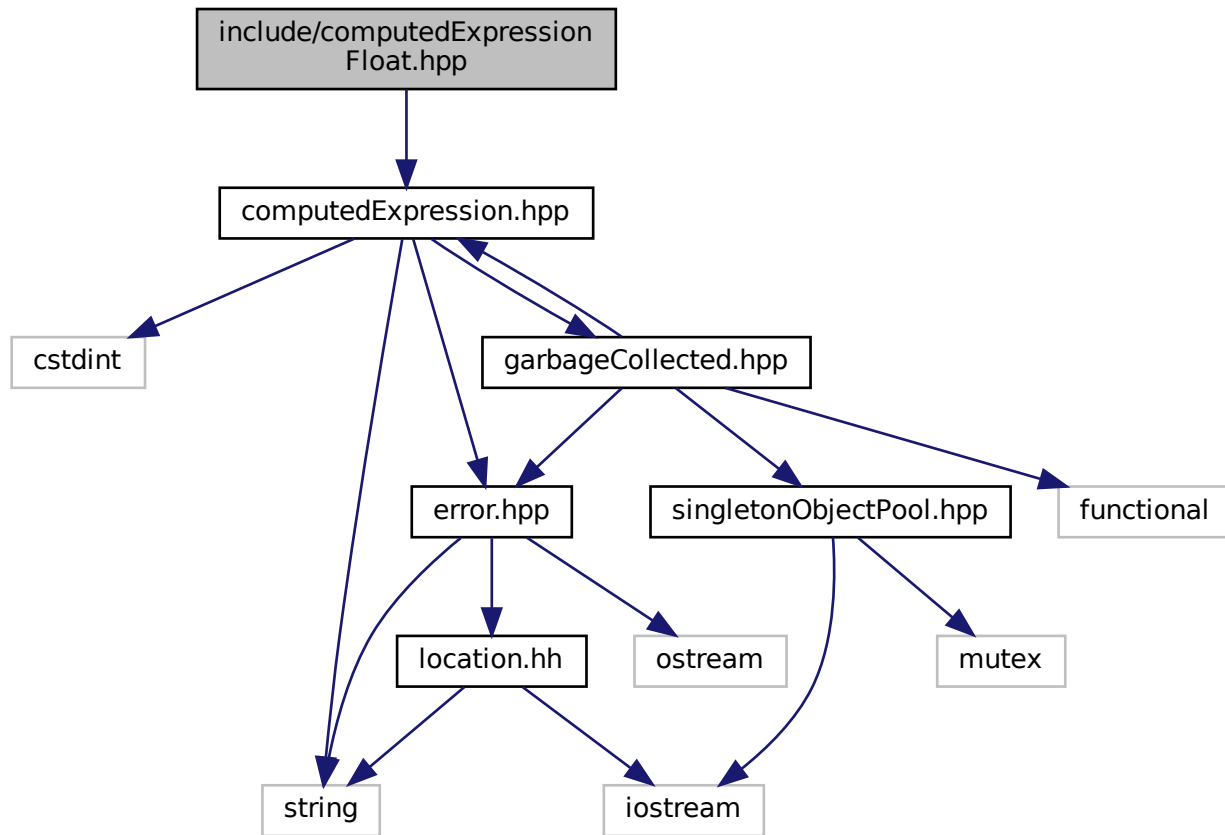 include/computedExpression
Float.hpp
computedExpression.hpp
cstdint
garbageCollected.hpp
error.hpp
singletonObjectPool.hpp
functional
location.hh
ostream
mutex
string
iostream